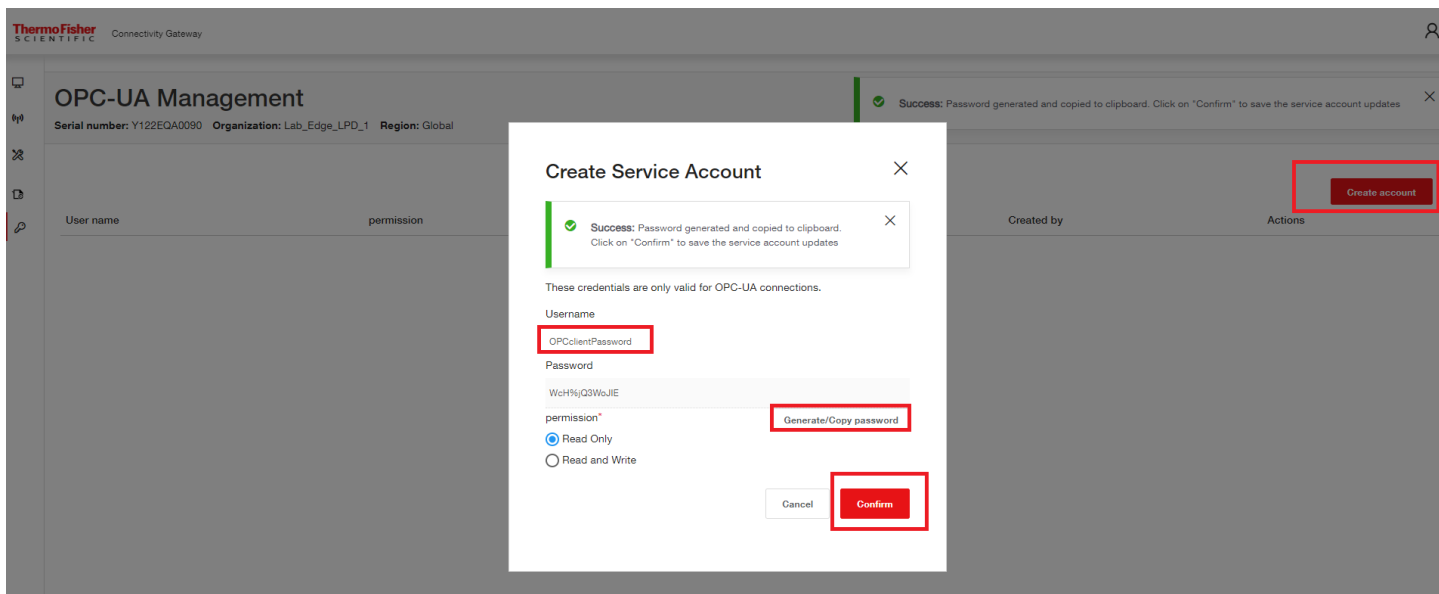 ThermoFisher
SCIENTIFIC
Connectivity Gateway
OPC-UA Management
Serial number: Y122EQA0090 Organization: Lab_Edge_LPD_1 Region: Global
Success: Password generated and copied to clipboard. Click on "Confirm" to save the service account updates
Create account
User name permission Created by Actions
Create Service Account
Success: Password generated and copied to clipboard.
Click on "Confirm" to save the service account updates
These credentials are only valid for OPC-UA connections.
Username
OPCclientPassword
Password
WcH%jQ3WoJIE
permission*
Generate/Copy password
Read Only
Read and Write
Cancel
Confirm